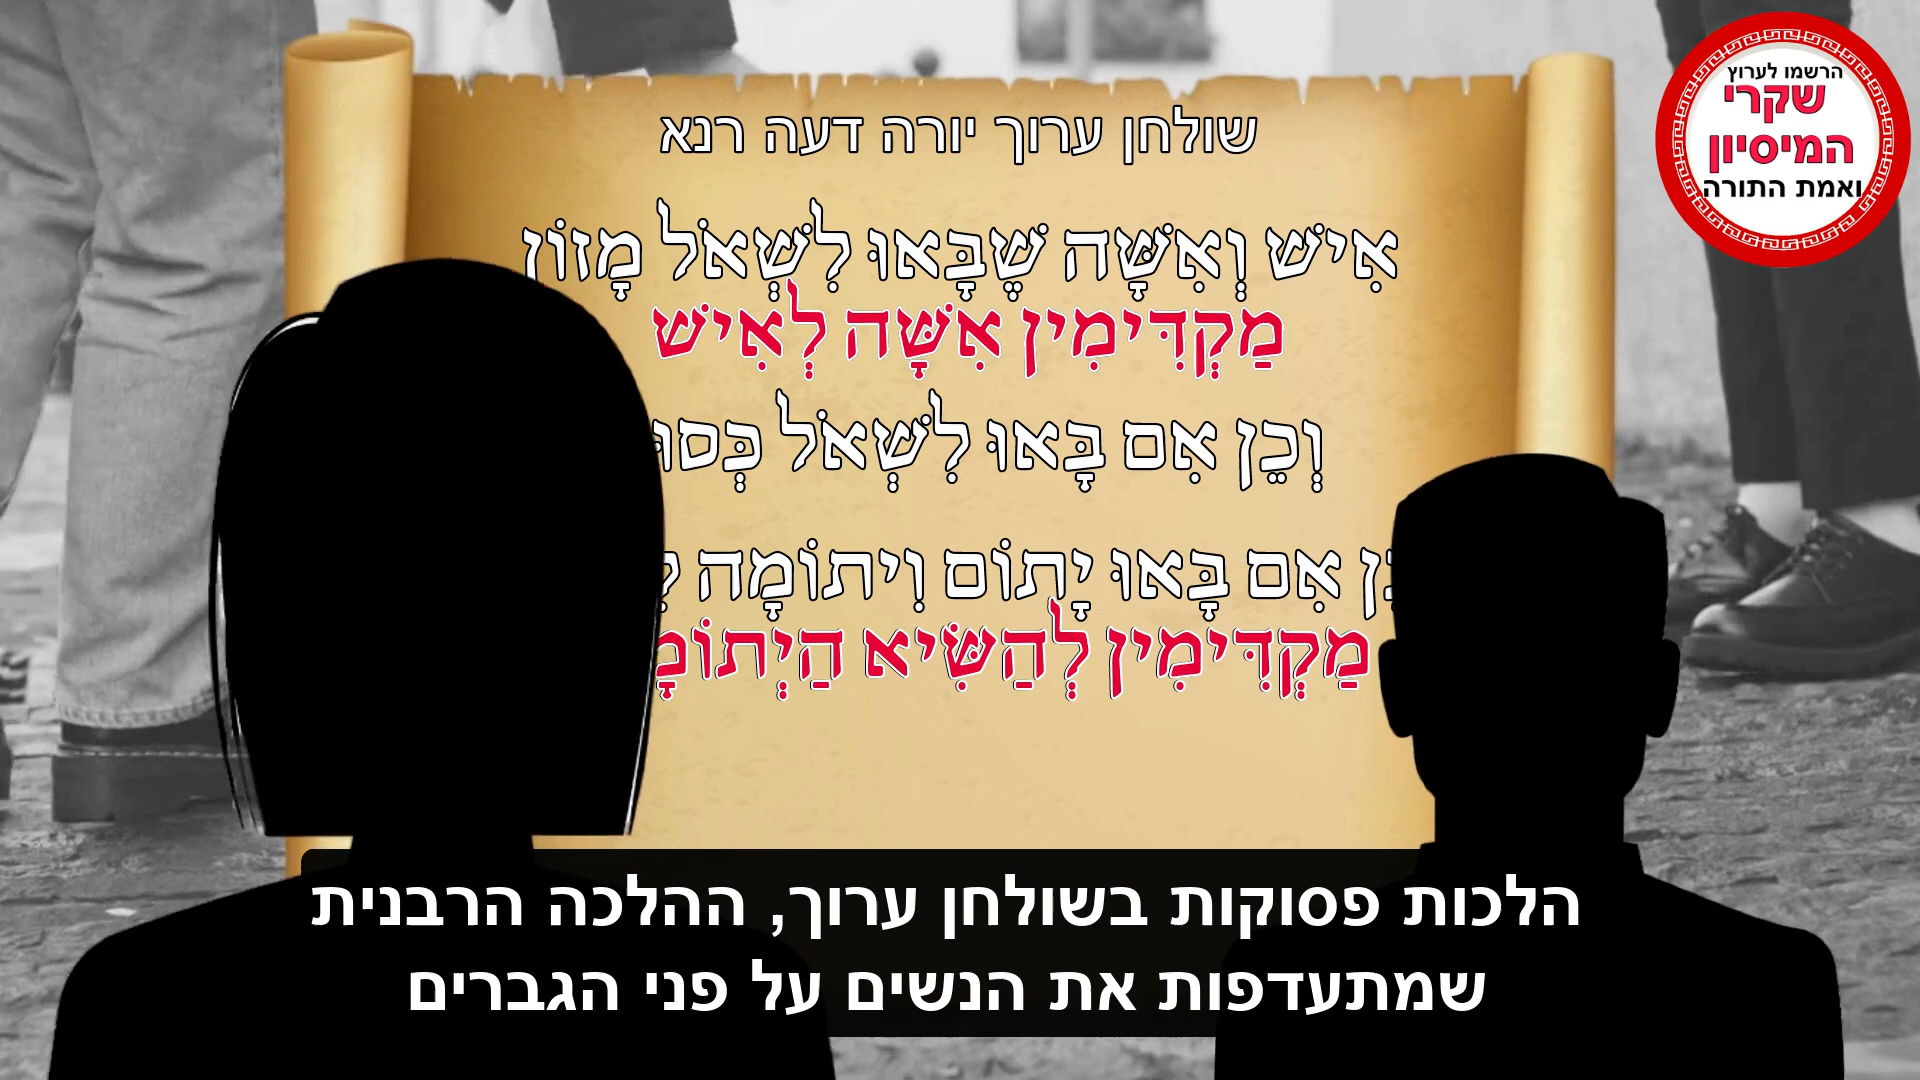 שולחן ערוך יורה דעה רנא
אִישׁ וְאִשָּׁה שֶׁבָּאוּ לִשְׁאֹל מָזוֹן
מַקְדִּימִין אִשָּׁה לְאִישׁ
וְכֵן אִם בָּאוּ לִשְׁאֹל
אִם בָּאוּ יָתוֹם וִיתוֹמָה
מַקְדִּימִין לְהַשִּׂיא
הלכות פסוקות בשולחן ערוך, ההלכה הרבנית
שמתעדפות את הנשים על פני הגברים
הרשמו לערוץ
שקרי
המיסיון
ואמת התורה